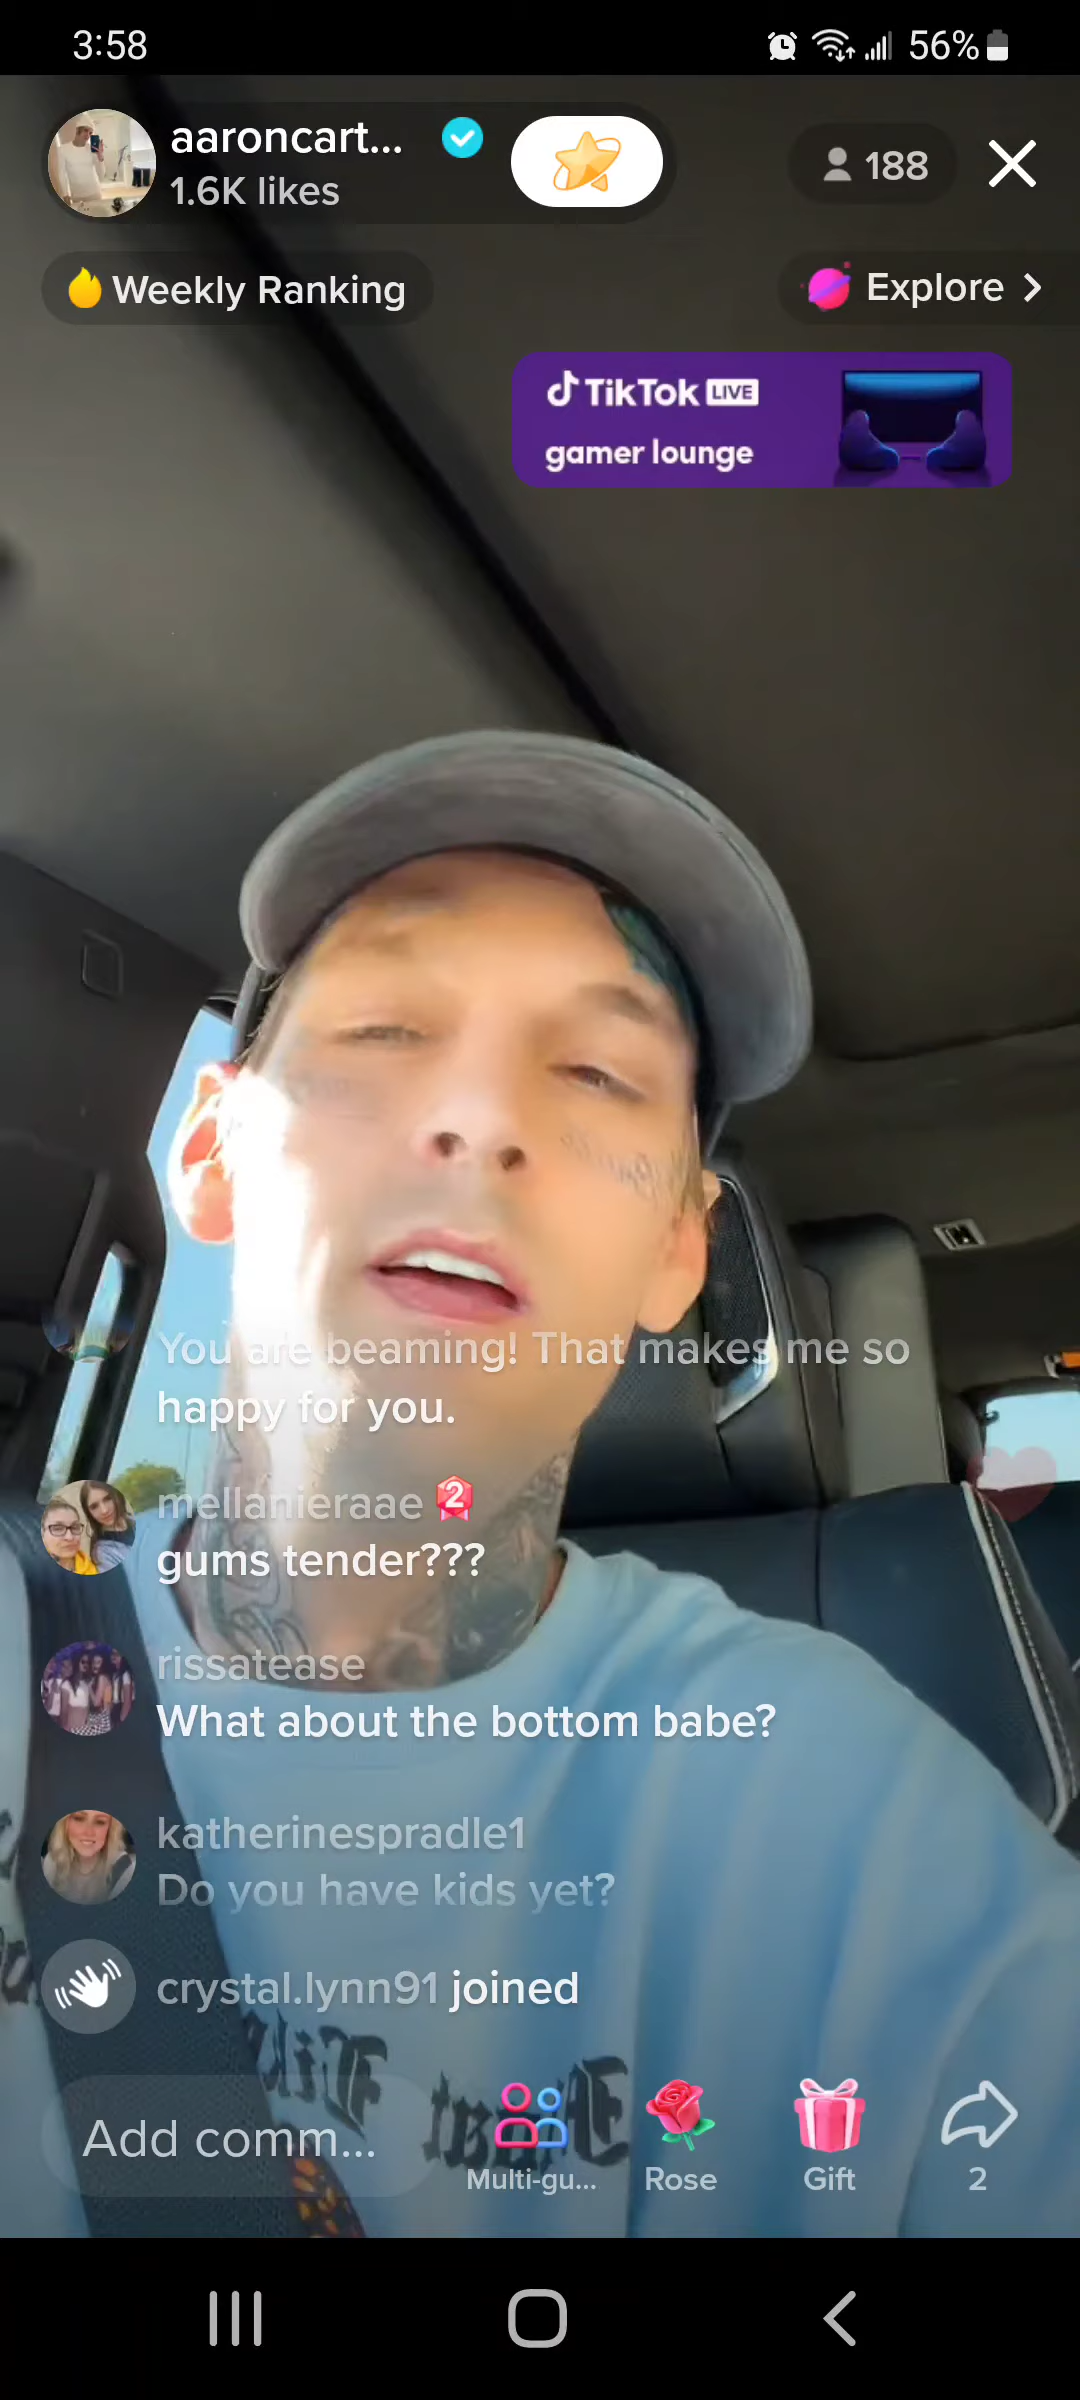 3:58
56%
aaroncart...
1.6K likes
188
Weekly Ranking
Explore
TikTok LIVE
gamer lounge
You are beaming! That makes me so
happy for you.
mellanieraae 2
gums tender???
rissatease
What about the bottom babe?
katherinespradle1
Do you have kids yet?
crystal.lynn91 joined
Add comm...
Multi-gu...
Rose
Gift
2